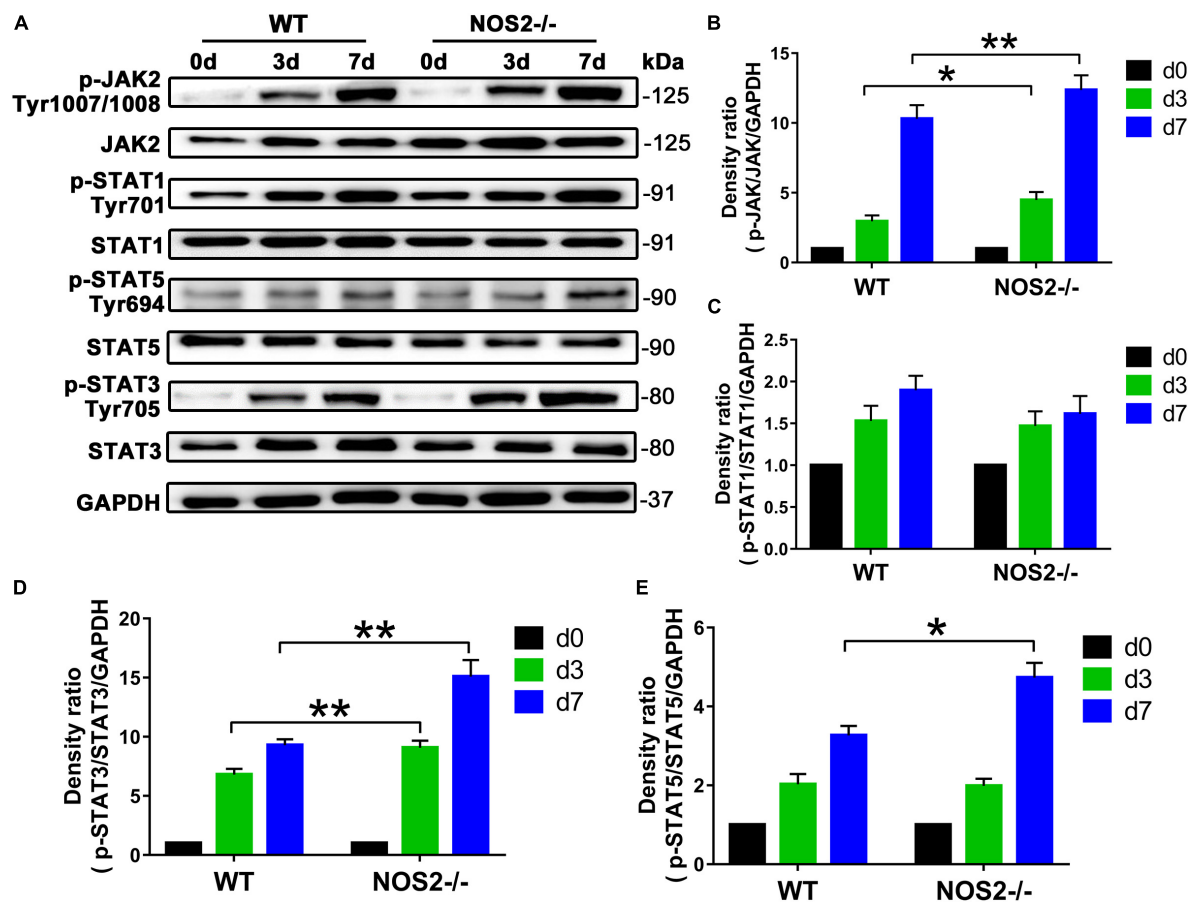 A
WT NOS2-/-
0d 3d 7d 0d 3d 7d kDa
p-JAK2
Tyr1007/1008 -125
JAK2 -125
p-STAT1
Tyr701 -91
STAT1 -91
p-STAT5
Tyr694 -90
STAT5 -90
p-STAT3
Tyr705 -80
STAT3 -80
GAPDH -37
B
Density ratio
( p-JAK/JAK/GAPDH
15
10
5
0
*
**
WT NOS2-/-
d0
d3
d7
C
Density ratio
( p-STAT1/STAT1/GAPDH
2.5
2.0
1.5
1.0
0.5
0.0
WT NOS2-/-
d0
d3
d7
D
Density ratio
( p-STAT3/STAT3/GAPDH
20
15
10
5
0
**
**
WT NOS2-/-
d0
d3
d7
E
Density ratio
( p-STAT5/STAT5/GAPDH
6
4
2
0
*
WT NOS2-/-
d0
d3
d7